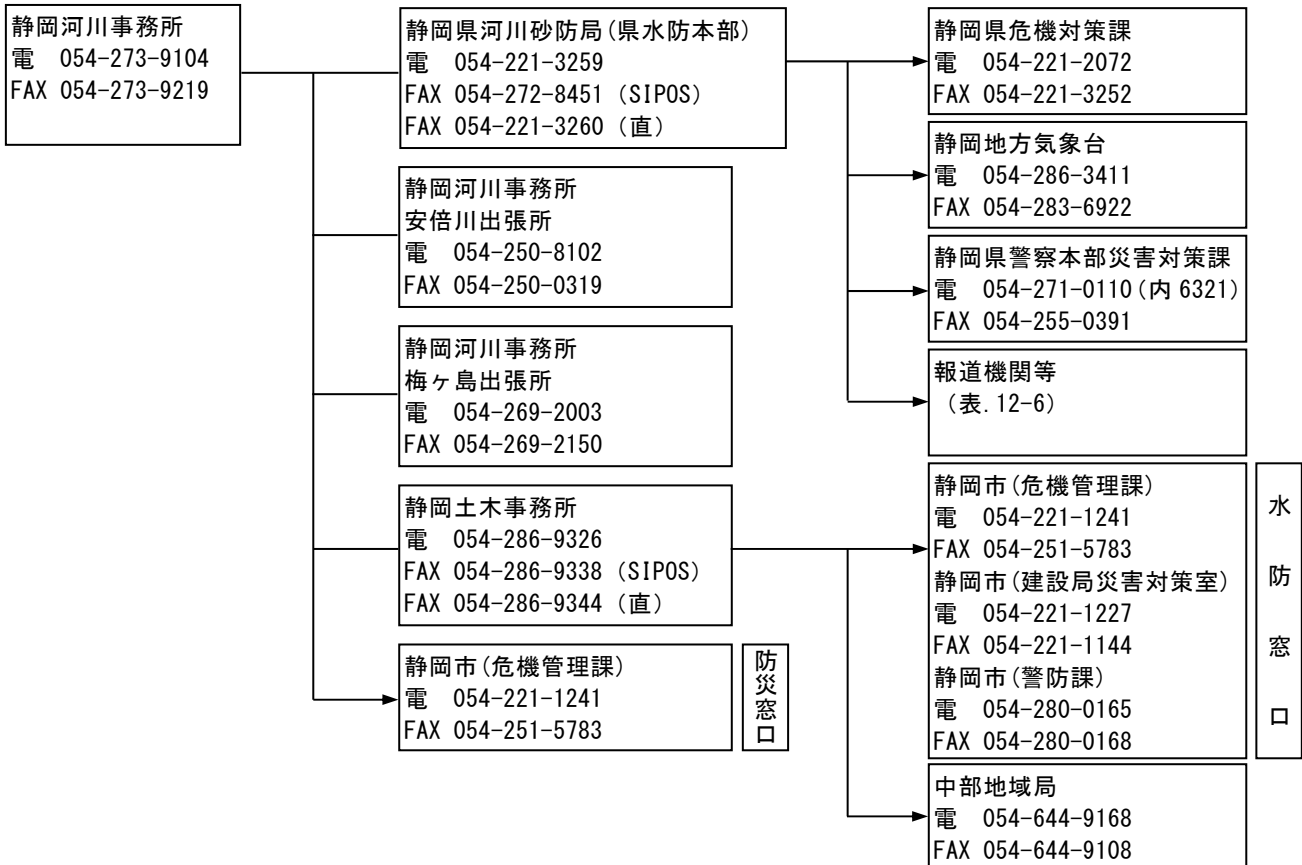 静岡河川事務所
電 054-273-9104
FAX 054-273-9219
静岡県河川砂防局(県水防本部)
電 054-221-3259
FAX 054-272-8451 (SIPOS)
FAX 054-221-3260 (直)
静岡河川事務所
安倍川出張所
電 054-250-8102
FAX 054-250-0319
静岡河川事務所
梅ヶ島出張所
電 054-269-2003
FAX 054-269-2150
静岡土木事務所
電 054-286-9326
FAX 054-286-9338 (SIPOS)
FAX 054-286-9344 (直)
静岡市(危機管理課)
電 054-221-1241
FAX 054-251-5783
防災窓口
静岡県危機対策課
電 054-221-2072
FAX 054-221-3252
静岡地方気象台
電 054-286-3411
FAX 054-283-6922
静岡県警察本部災害対策課
電 054-271-0110(内 6321)
FAX 054-255-0391
報道機関等
(表.12-6)
静岡市(危機管理課)
電 054-221-1241
FAX 054-251-5783
静岡市(建設局災害対策室)
電 054-221-1227
FAX 054-221-1144
静岡市(警防課)
電 054-280-0165
FAX 054-280-0168
水防窓口
中部地域局
電 054-644-9168
FAX 054-644-9108